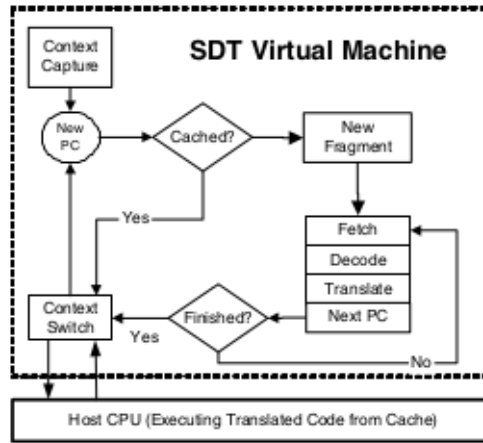 SDT Virtual Machine
Context
Capture
New
PC
Cached?
New
Fragment
Yes
Fetch
Decode
Translate
Next PC
Context
Switch
Finished?
Yes
No
Host CPU (Executing Translated Code from Cache)